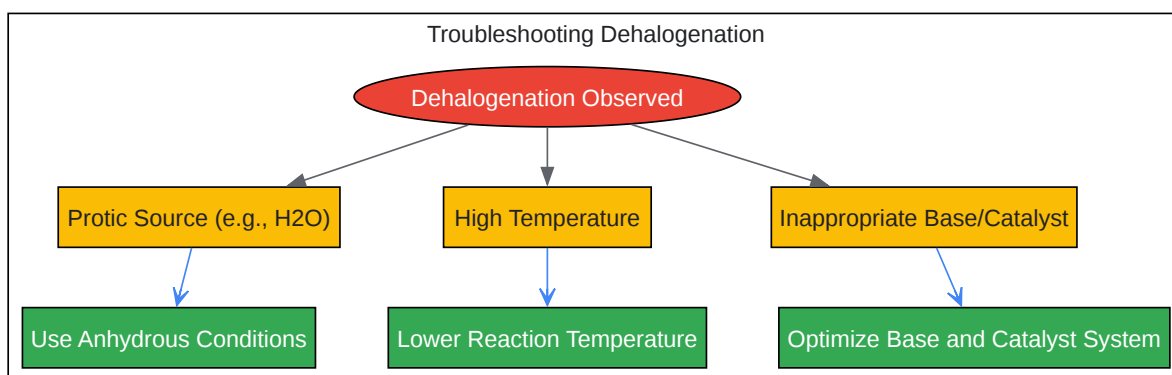 Troubleshooting Dehalogenation
Dehalogenation Observed
Protic Source (e.g., H2O)
High Temperature
Inappropriate Base/Catalyst
Use Anhydrous Conditions
Lower Reaction Temperature
Optimize Base and Catalyst System